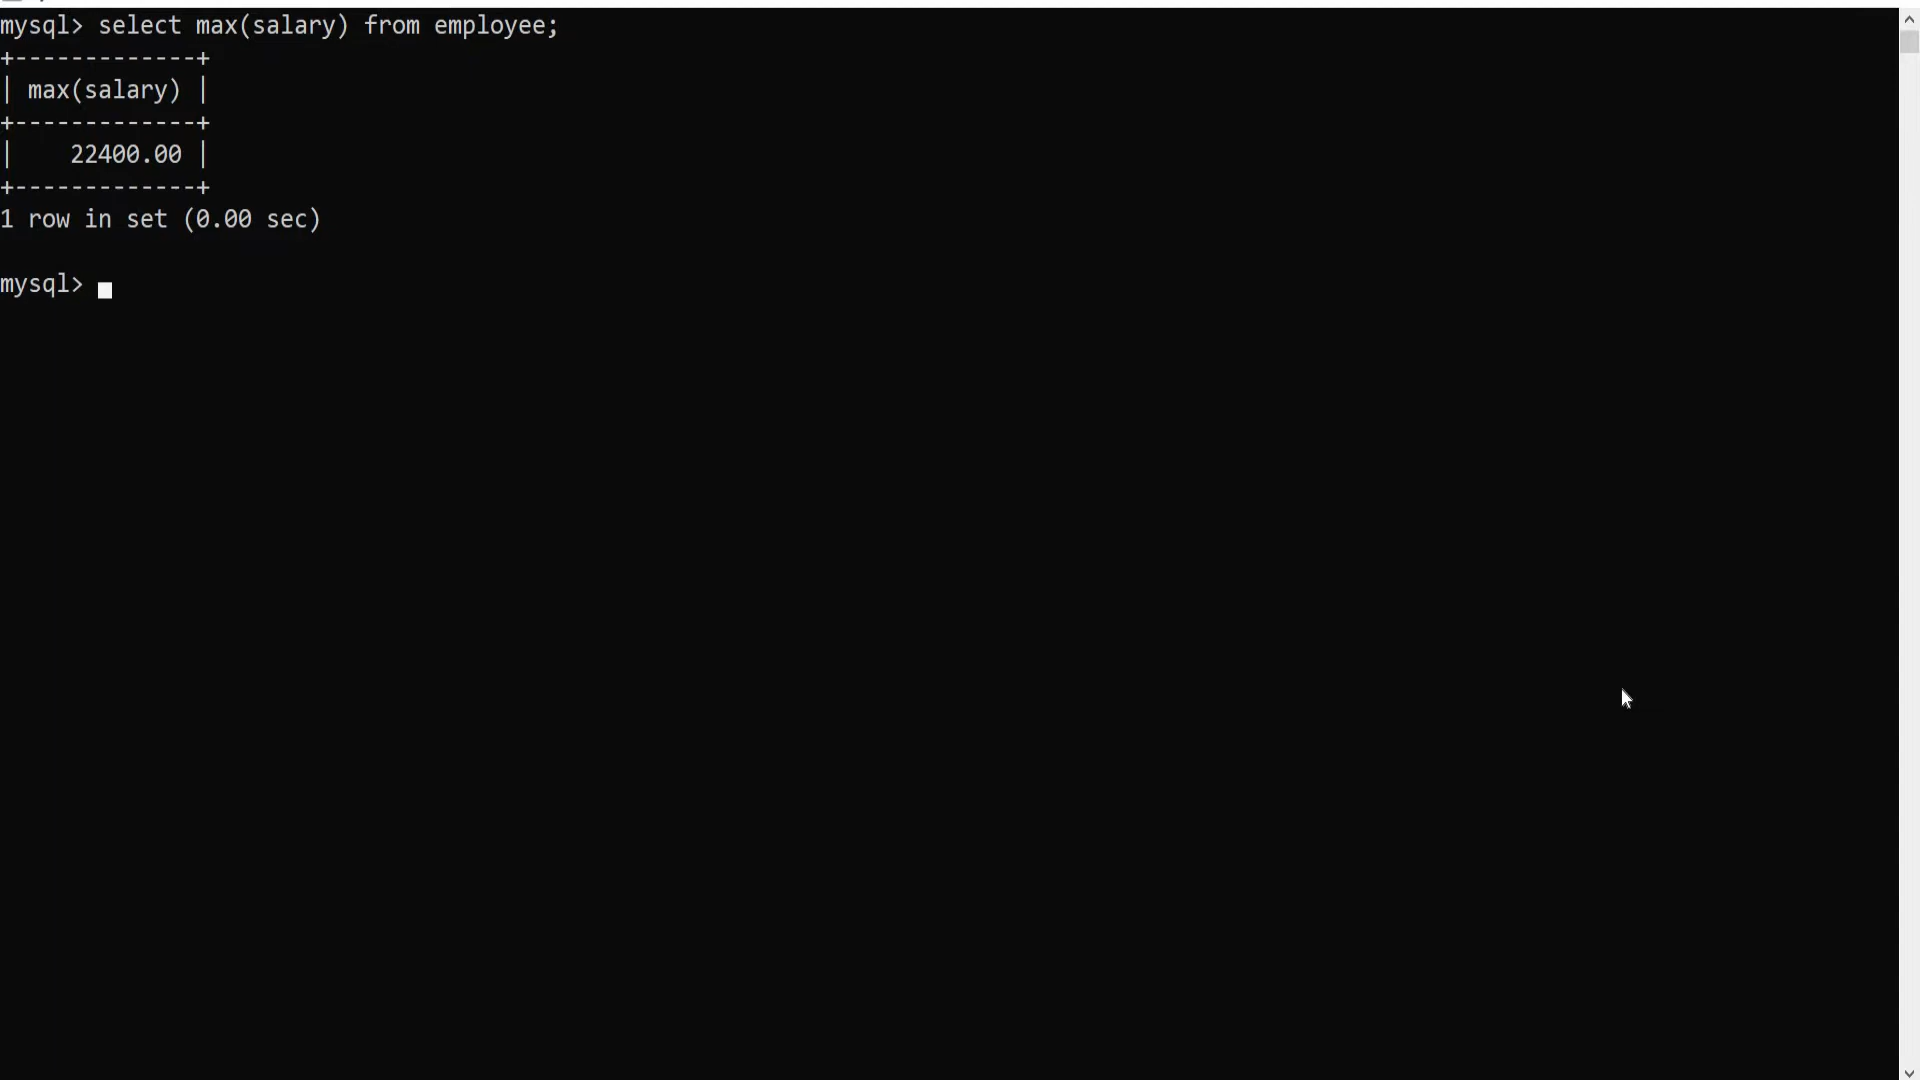 mysql> select max(salary) from employee;
+-------------+
| max(salary) |
+-------------+
|    22400.00 |
+-------------+
1 row in set (0.00 sec)
mysql>